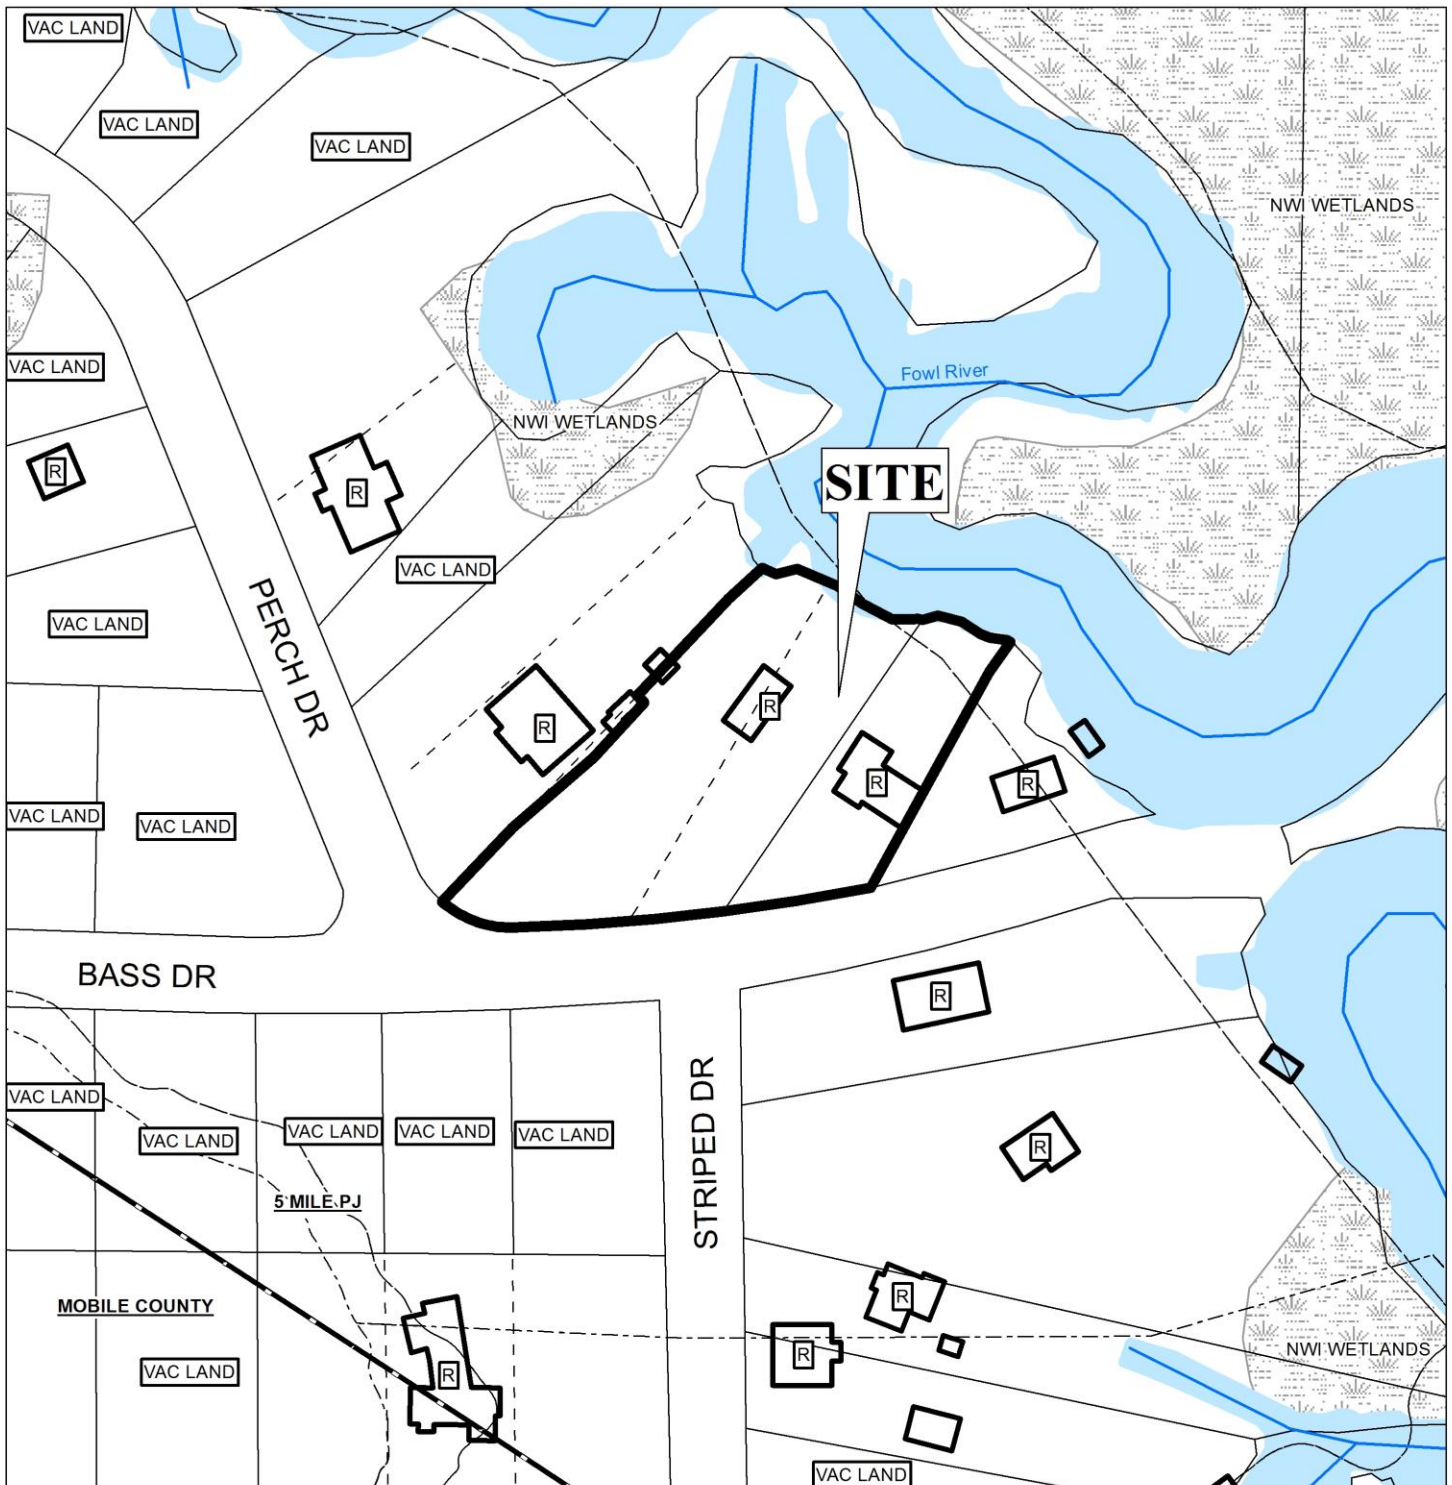 VAC LAND
VAC LAND
VAC LAND
NWI WETLANDS
VAC LAND
Fowl River
NWI WETLANDS
R
R
SITE
VAC LAND
VAC LAND
PERCH DR
R
R
R
R
VAC LAND
VAC LAND
BASS DR
R
VAC LAND
VAC LAND
VAC LAND
VAC LAND
VAC LAND
STRIPED DR
R
5 MILE PJ
MOBILE COUNTY
R
R
NWI WETLANDS
VAC LAND
R
VAC LAND